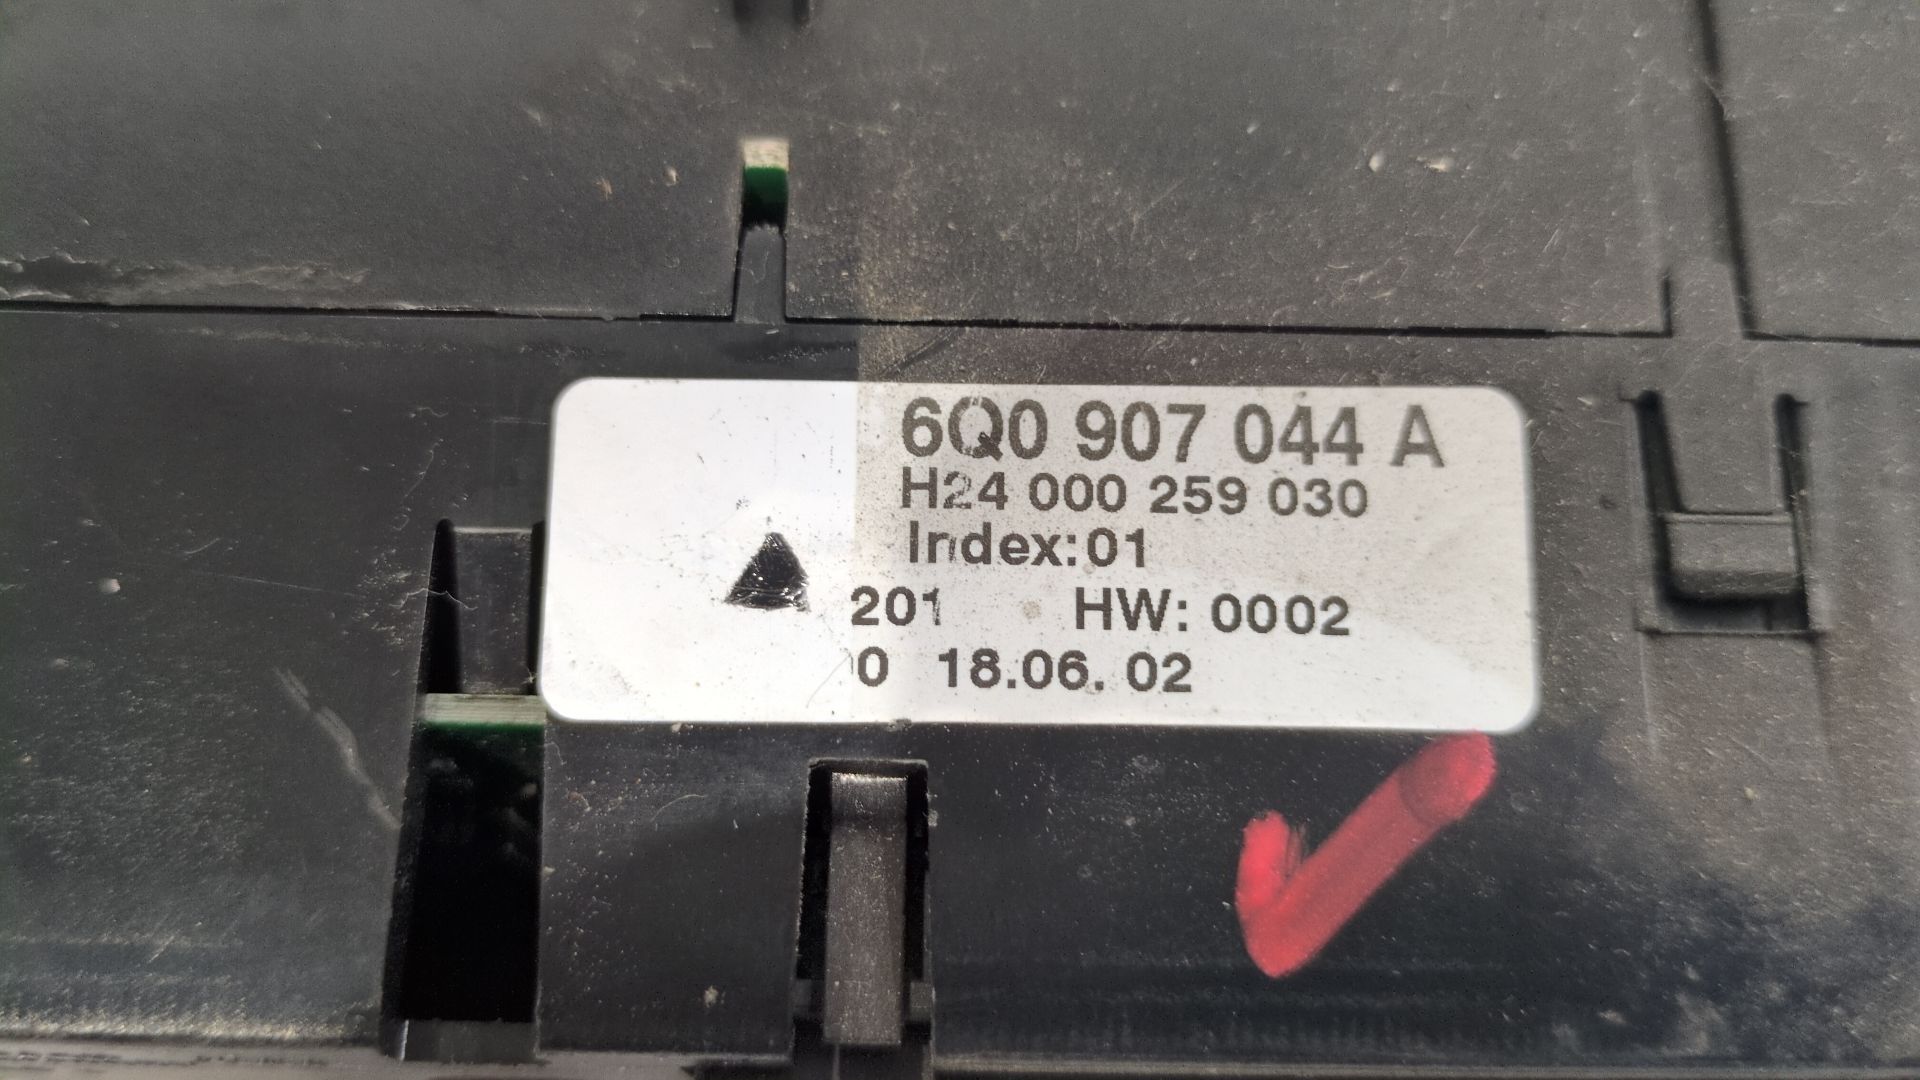 6Q0 907 044 A
H24 000 259 030
Index:01
201 HW: 0002
0 18.06.02